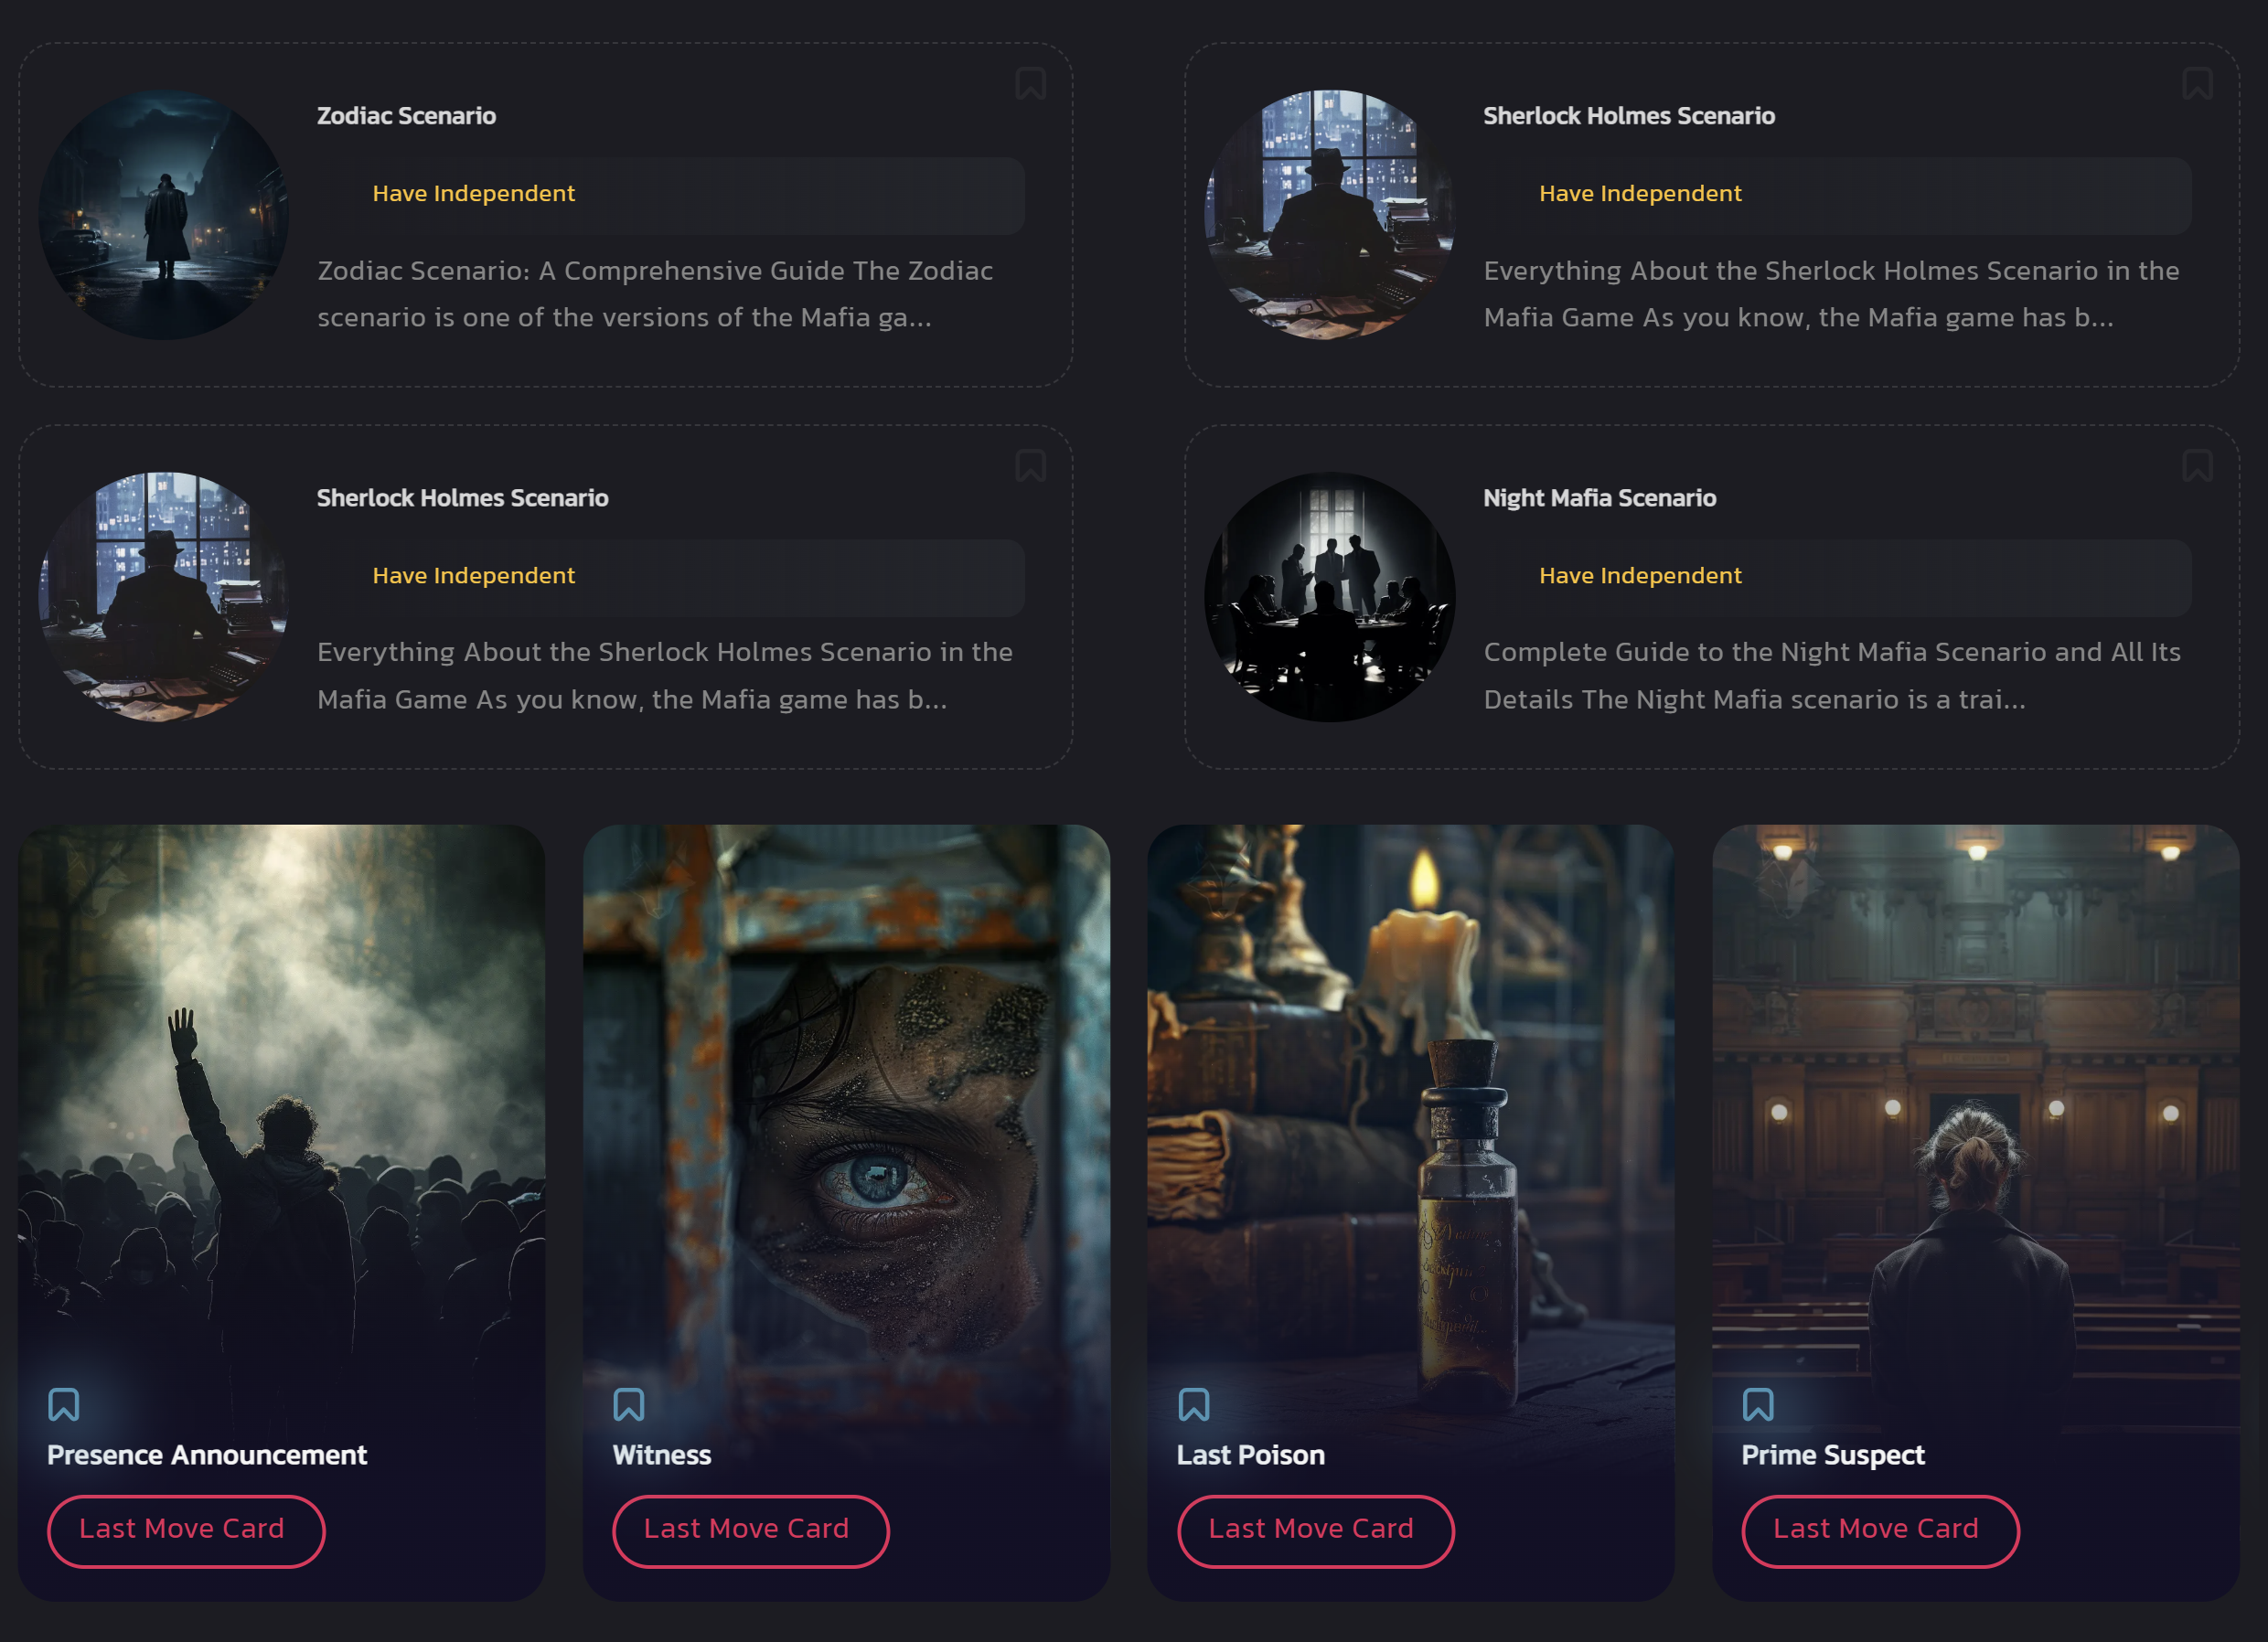 Zodiac Scenario
Have Independent
Zodiac Scenario: A Comprehensive Guide The Zodiac
scenario is one of the versions of the Mafia ga...
Sherlock Holmes Scenario
Have Independent
Everything About the Sherlock Holmes Scenario in the
Mafia Game As you know, the Mafia game has b...
Sherlock Holmes Scenario
Have Independent
Everything About the Sherlock Holmes Scenario in the
Mafia Game As you know, the Mafia game has b...
Night Mafia Scenario
Have Independent
Complete Guide to the Night Mafia Scenario and All Its
Details The Night Mafia scenario is a trai...
Presence Announcement
Last Move Card
Witness
Last Move Card
Last Poison
Last Move Card
Prime Suspect
Last Move Card